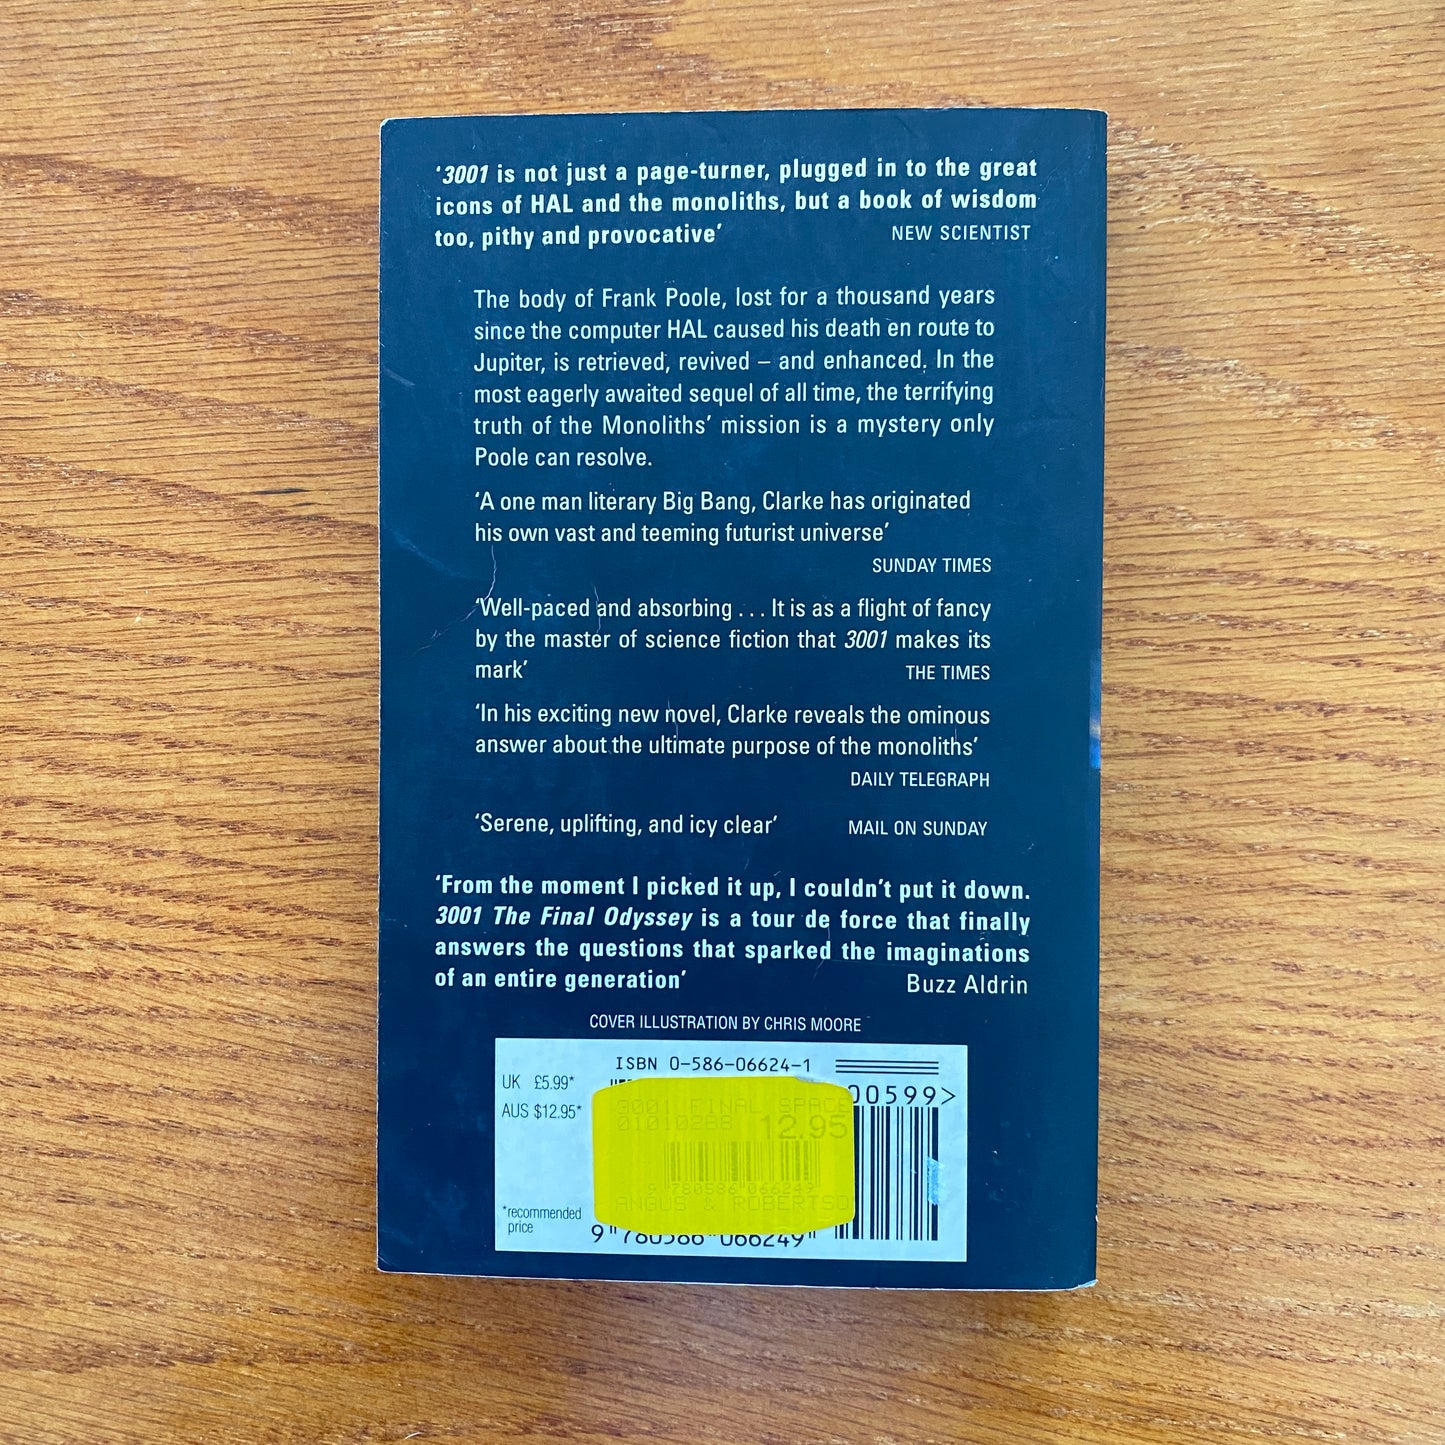 ‘3001 is not just a page-turner, plugged in to the great
icons of HAL and the monoliths, but a book of wisdom
too, pithy and provocative’ NEW SCIENTIST
The body of Frank Poole, lost for a thousand years
since the computer HAL caused his death en route to
Jupiter, is retrieved, revived – and enhanced. In the
most eagerly awaited sequel of all time, the terrifying
truth of the Monoliths’ mission is a mystery only
Poole can resolve.
‘A one man literary Big Bang, Clarke has originated
his own vast and teeming futurist universe’
SUNDAY TIMES
‘Well-paced and absorbing . . . It is as a flight of fancy
by the master of science fiction that 3001 makes its
mark’ THE TIMES
‘In his exciting new novel, Clarke reveals the ominous
answer about the ultimate purpose of the monoliths’
DAILY TELEGRAPH
‘Serene, uplifting, and icy clear’ MAIL ON SUNDAY
‘From the moment I picked it up, I couldn’t put it down.
3001 The Final Odyssey is a tour de force that finally
answers the questions that sparked the imaginations
of an entire generation’ Buzz Aldrin
COVER ILLUSTRATION BY CHRIS MOORE
ISBN 0-586-06624-1
UK £5.99*
AUS $12.95*
00599>
3001 FINAL SPACE
01010288 12.95
9 780586 066249
ANGUS & ROBERTSO
*recommended
price
9 780586 066249